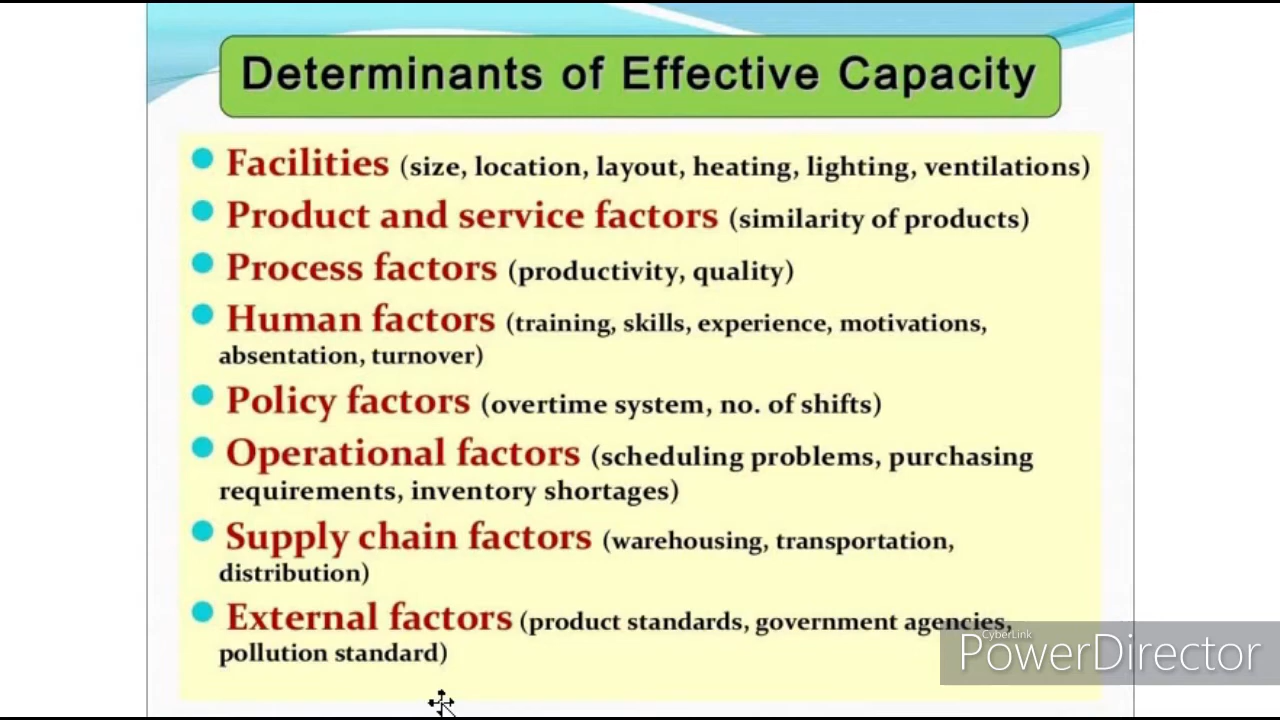 Determinants of Effective Capacity
Facilities (size, location, layout, heating, lighting, ventilations)
Product and service factors (similarity of products)
Process factors (productivity, quality)
Human factors (training, skills, experience, motivations,
absentation, turnover)
Policy factors (overtime system, no. of shifts)
Operational factors (scheduling problems, purchasing
requirements, inventory shortages)
Supply chain factors (warehousing, transportation,
distribution)
External factors (product standards, government agencies,
pollution standard)
CyberLink
PowerDirector